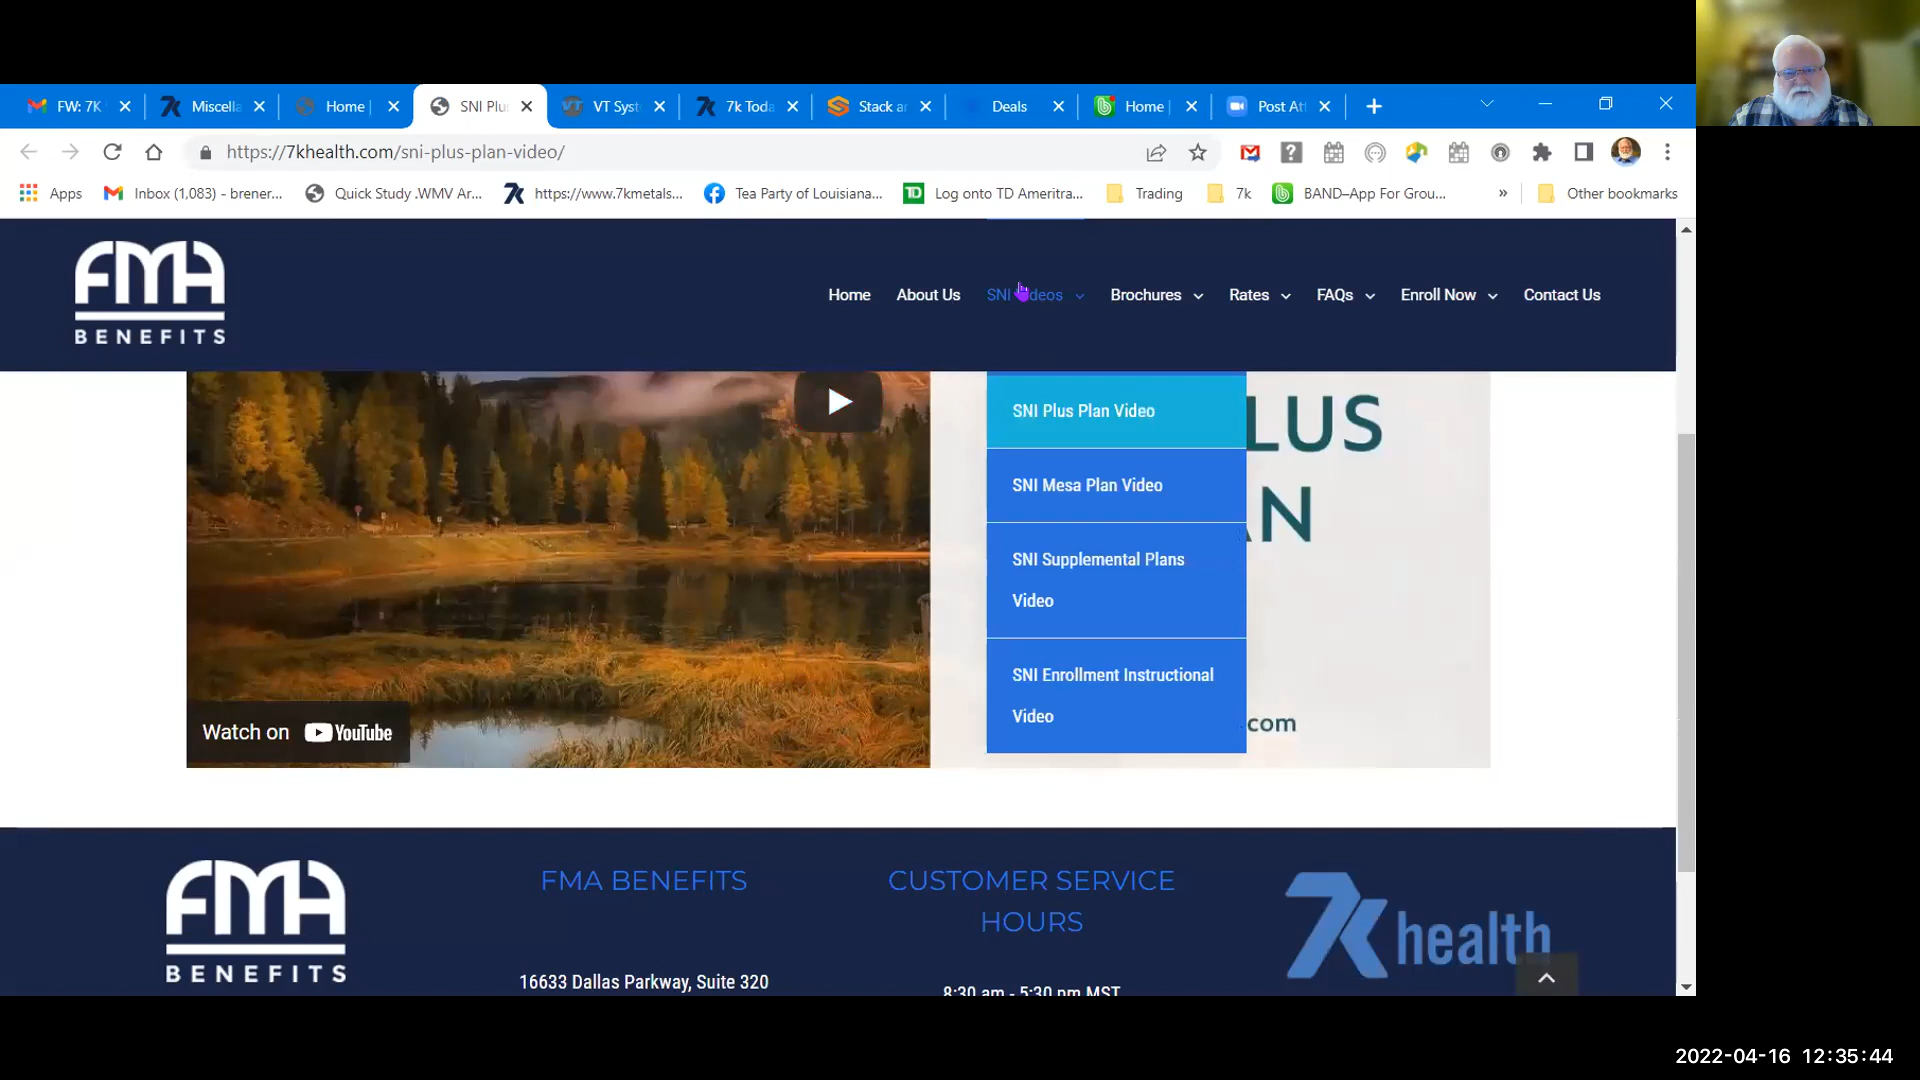 FW: 7K
Miscella
Home |
SNI Plu
VT Syst
7k Toda
Stack an
Deals
Home |
Post Att
https://7khealth.com/sni-plus-plan-video/
Apps
Inbox (1,083) - brener...
Quick Study .WMV Ar...
https://www.7kmetals...
Tea Party of Louisiana...
Log onto TD Ameritra...
Trading
7k
BAND–App For Grou...
»
Other bookmarks
FMA
BENEFITS
Home
About Us
SNI Videos
Brochures
Rates
FAQs
Enroll Now
Contact Us
SNI Plus Plan Video
LUS
SNI Mesa Plan Video
AN
SNI Supplemental Plans
Video
SNI Enrollment Instructional
Video
.com
Watch on YouTube
FMA
BENEFITS
FMA BENEFITS
16633 Dallas Parkway, Suite 320
CUSTOMER SERVICE
HOURS
8:30 am - 5:30 pm MST
7k health
2022-04-16 12:35:44